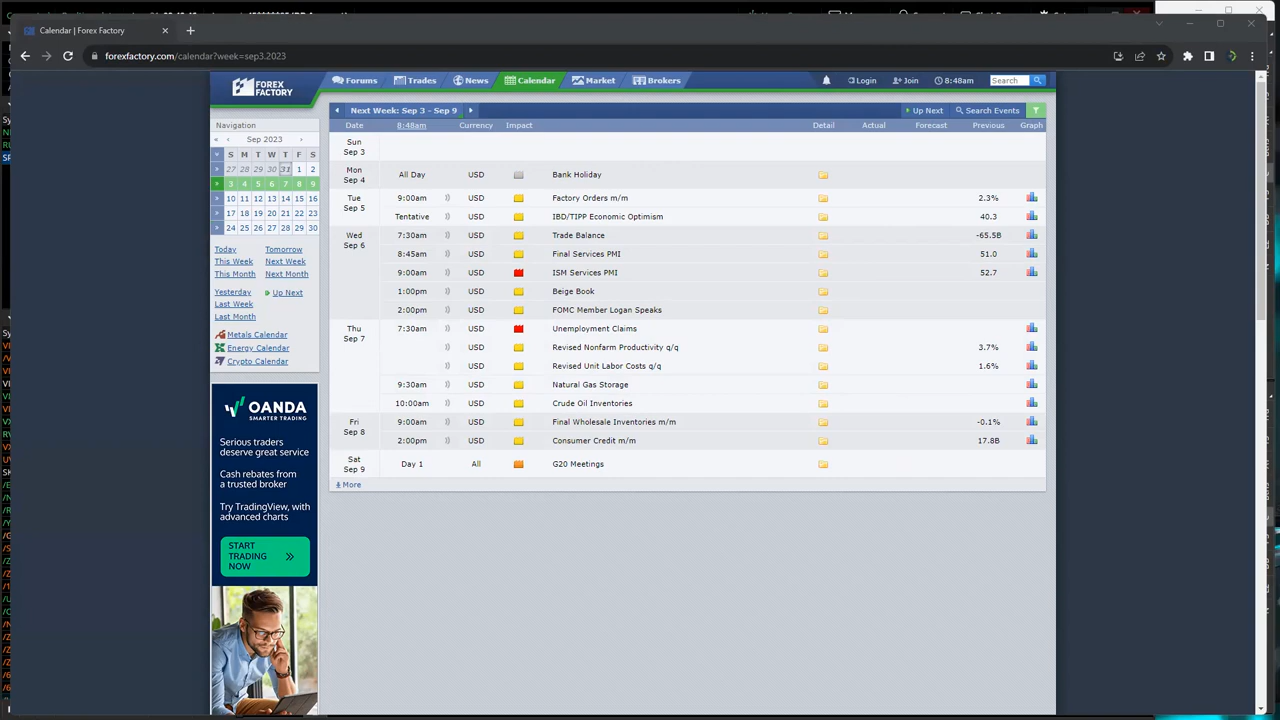 Calendar | Forex Factory
forexfactory.com/calendar?week=sep3.2023
FOREX FACTORY
Forums Trades News Calendar Market Brokers Login Join 8:48am Search
Navigation
Sep 2023
S M T W T F S
27 28 29 30 31 1 2
3 4 5 6 7 8 9
10 11 12 13 14 15 16
17 18 19 20 21 22 23
24 25 26 27 28 29 30
Today Tomorrow
This Week Next Week
This Month Next Month
Yesterday Up Next
Last Week
Last Month
Metals Calendar
Energy Calendar
Crypto Calendar
OANDA
SMARTER TRADING
Serious traders
deserve great service
Cash rebates from
a trusted broker
Try TradingView, with
advanced charts
START
TRADING
NOW
Next Week: Sep 3 - Sep 9 Up Next Search Events
Date 8:48am Currency Impact Detail Actual Forecast Previous Graph
Sun
Sep 3
Mon
Sep 4
All Day USD Bank Holiday
Tue
Sep 5
9:00am USD Factory Orders m/m 2.3%
Tentative USD IBD/TIPP Economic Optimism 40.3
Wed
Sep 6
7:30am USD Trade Balance -65.5B
8:45am USD Final Services PMI 51.0
9:00am USD ISM Services PMI 52.7
1:00pm USD Beige Book
2:00pm USD FOMC Member Logan Speaks
Thu
Sep 7
7:30am USD Unemployment Claims
USD Revised Nonfarm Productivity q/q 3.7%
USD Revised Unit Labor Costs q/q 1.6%
9:30am USD Natural Gas Storage
10:00am USD Crude Oil Inventories
Fri
Sep 8
9:00am USD Final Wholesale Inventories m/m -0.1%
2:00pm USD Consumer Credit m/m 17.8B
Sat
Sep 9
Day 1 All G20 Meetings
More